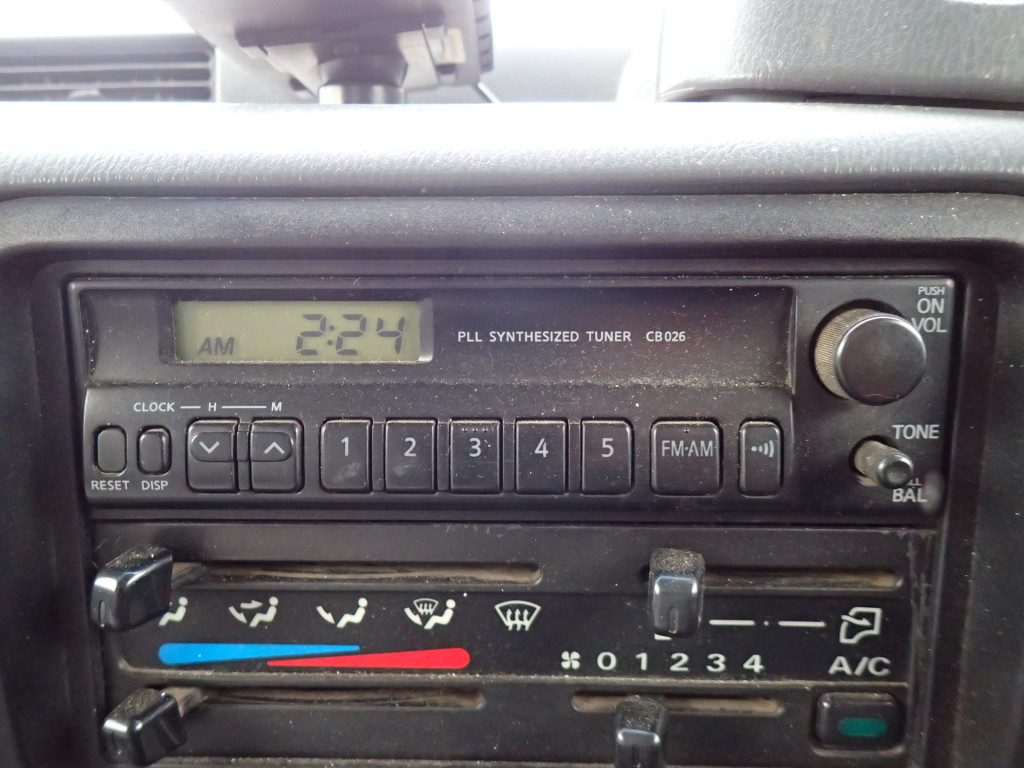 PUSH
ON
VOL
AM 2:24
PLL SYNTHESIZED TUNER CB026
CLOCK H M
1 2 3 4 5 FM·AM
TONE
RESET DISP
BAL
0 1 2 3 4
A/C